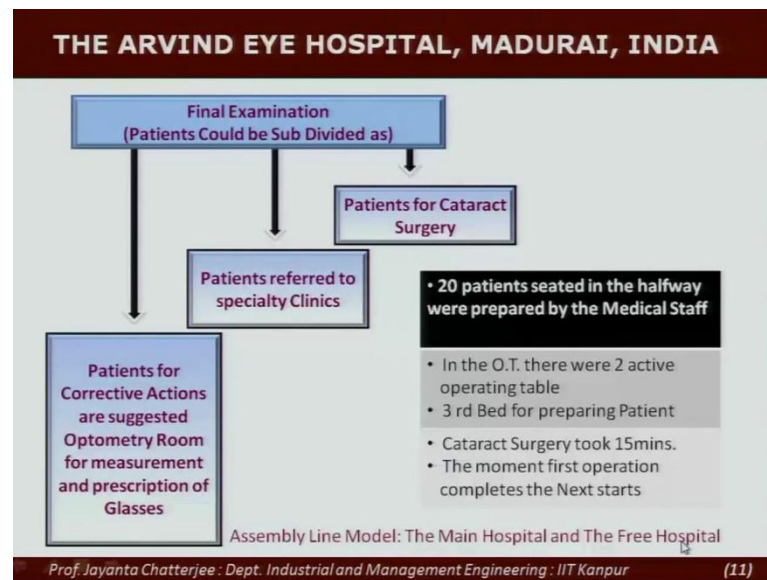 THE ARVIND EYE HOSPITAL, MADURAI, INDIA
Final Examination
(Patients Could be Sub Divided as)
Patients for Cataract
Surgery
Patients referred to
specialty Clinics
Patients for
Corrective Actions
are suggested
Optometry Room
for measurement
and prescription of
Glasses
• 20 patients seated in the halfway
were prepared by the Medical Staff
• In the O.T. there were 2 active
operating table
• 3 rd Bed for preparing Patient
• Cataract Surgery took 15mins.
• The moment first operation
completes the Next starts
Assembly Line Model: The Main Hospital and The Free Hospital
Prof. Jayanta Chatterjee : Dept. Industrial and Management Engineering : IIT Kanpur (11)